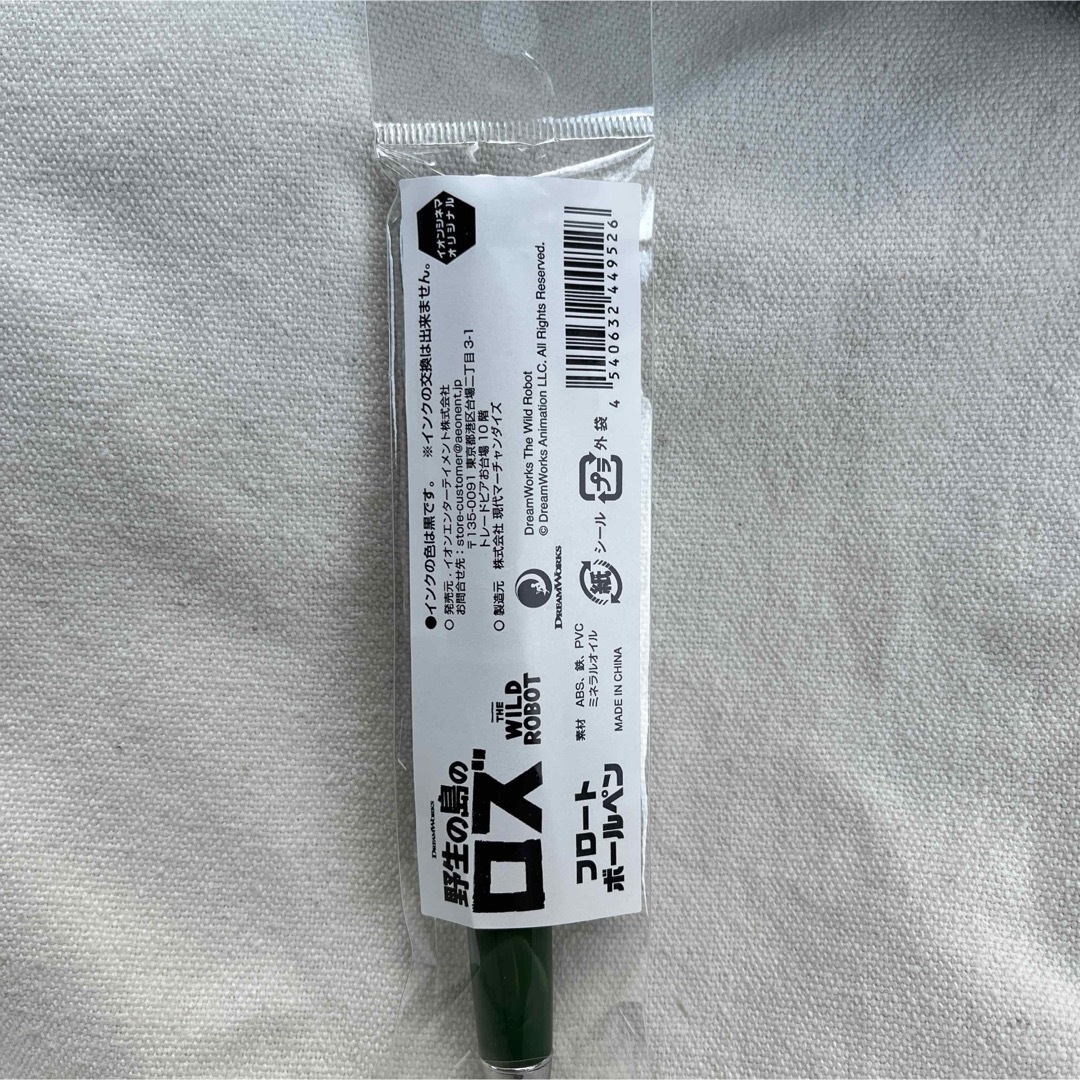 DREAMWORKS
野生の島の
ロズ
THE
WILD
ROBOT
フロート
ボールペン
●インクの色は黒です。 ※インクの交換は出来ません。
○ 発売元．イオンエンターテイメント株式会社
お問合せ先：store-customer@aeonent.jp
〒135-0091 東京都港区台場二丁目 3-1
トレードピアお台場 10 階
○ 製造元 株式会社 現代マーチャンダイズ
イオンシネマ
オリジナル
DREAMWORKS
DreamWorks The Wild Robot
© DreamWorks Animation LLC. All Rights Reserved.
素材 ABS、鉄、PVC
ミネラルオイル
MADE IN CHINA
紙 シール
プラ 外袋
4 540632 449526